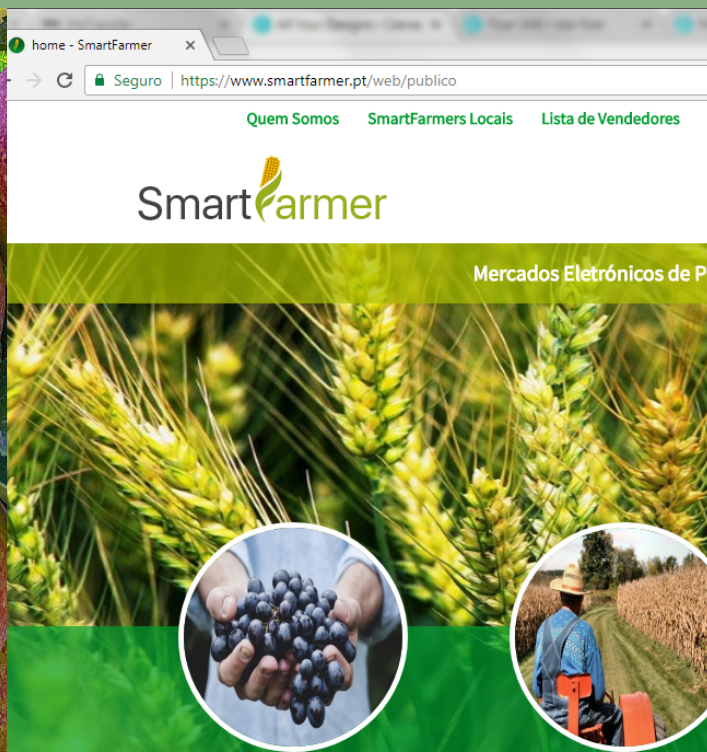 home - SmartFarmer
Seguro | https://www.smartfarmer.pt/web/publico
Quem Somos SmartFarmers Locais Lista de Vendedores
SmartFarmer
Mercados Eletrónicos de P